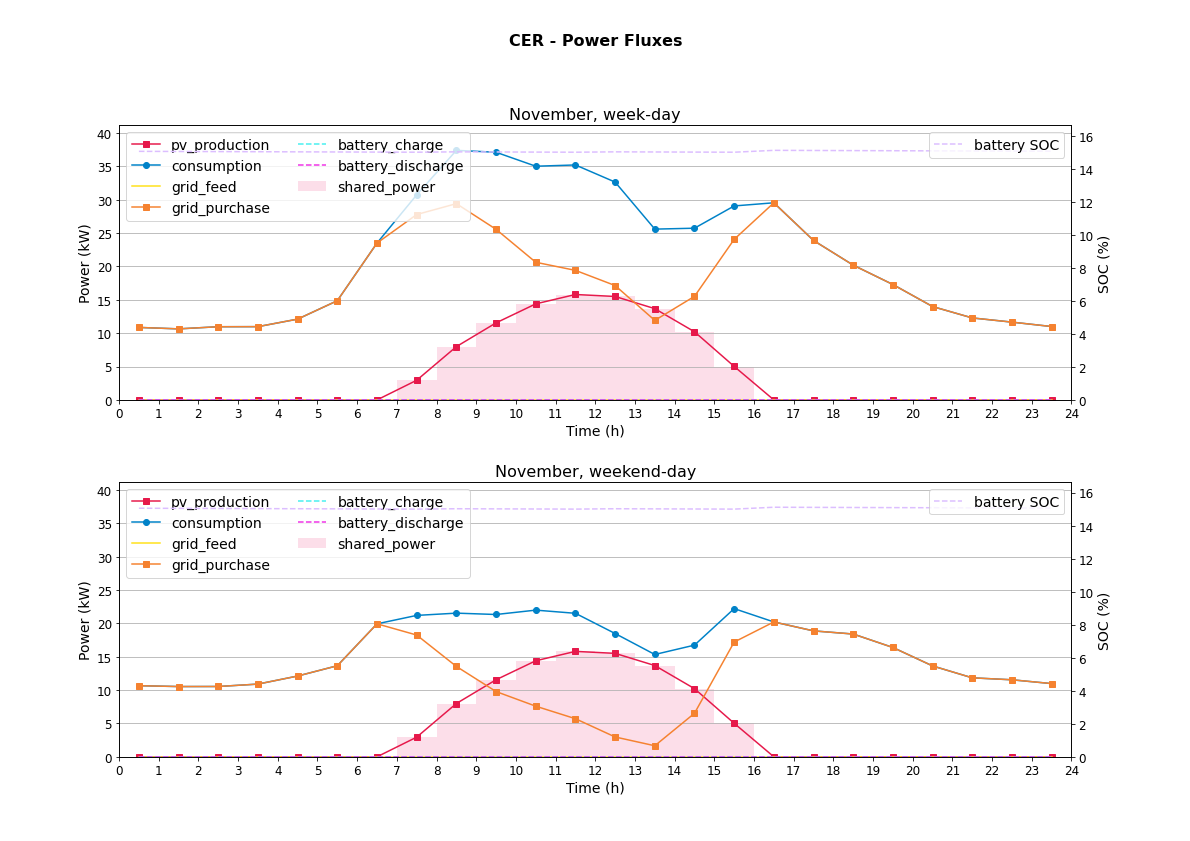 CER - Power Fluxes
November, week-day
pv_production
consumption
grid_feed
grid_purchase
battery_charge
battery_discharge
shared_power
battery SOC
Power (kW)
40
35
30
25
20
15
10
5
0
SOC (%)
16
14
12
10
8
6
4
2
0
0 1 2 3 4 5 6 7 8 9 10 11 12 13 14 15 16 17 18 19 20 21 22 23 24
Time (h)
November, weekend-day
pv_production
consumption
grid_feed
grid_purchase
battery_charge
battery_discharge
shared_power
battery SOC
Power (kW)
40
35
30
25
20
15
10
5
0
SOC (%)
16
14
12
10
8
6
4
2
0
0 1 2 3 4 5 6 7 8 9 10 11 12 13 14 15 16 17 18 19 20 21 22 23 24
Time (h)